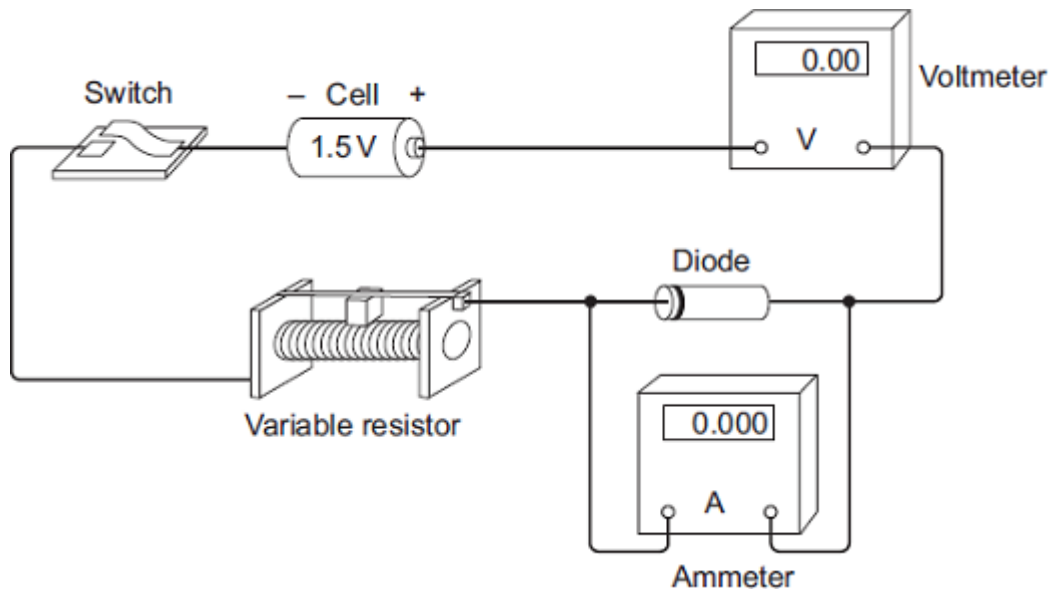 0.00
Voltmeter
V
Switch
– Cell +
1.5 V
Diode
Variable resistor
0.000
A
Ammeter